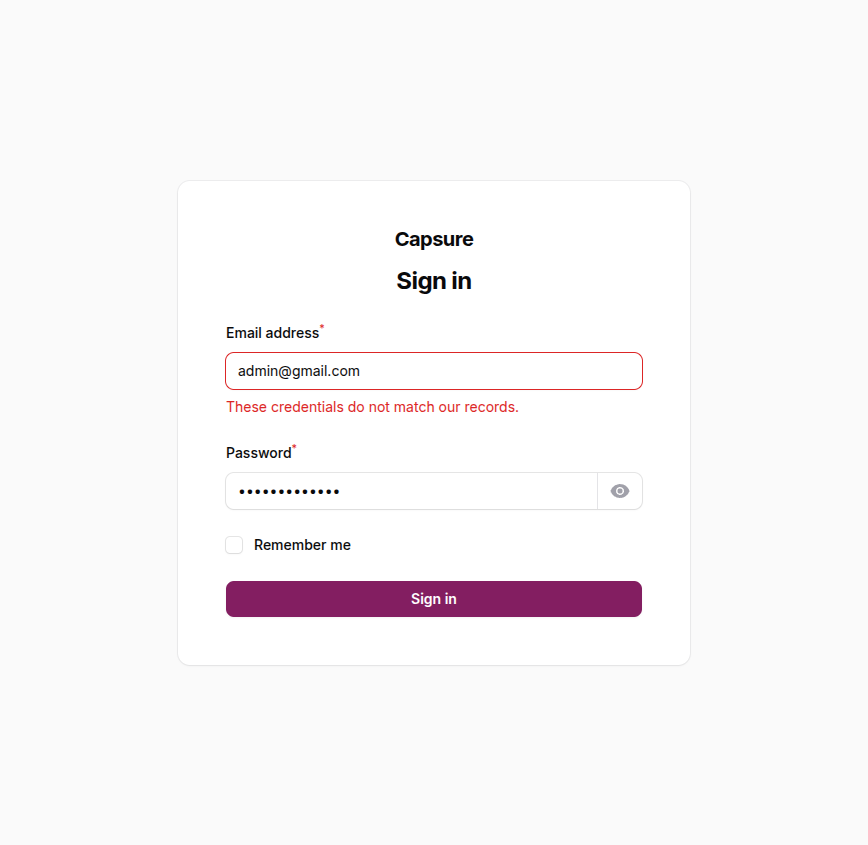 Capsure
Sign in
Email address*
admin@gmail.com
These credentials do not match our records.
Password*
•••••••••••••
Remember me
Sign in